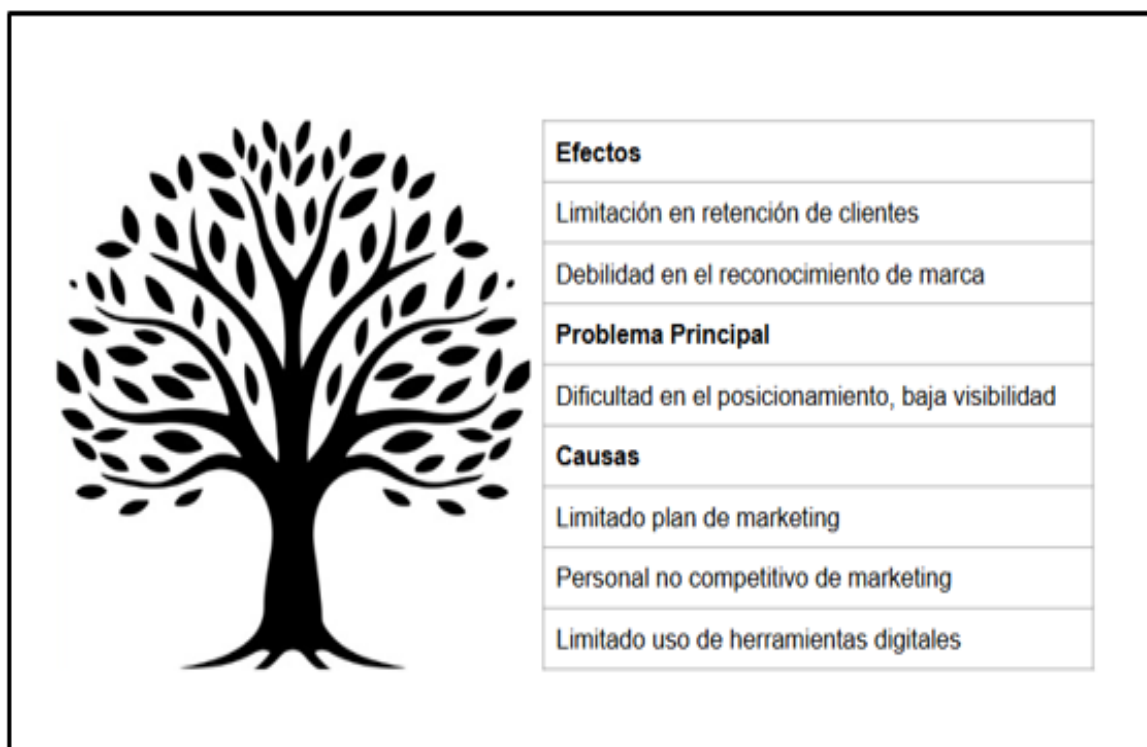 Efectos
Limitación en retención de clientes
Debilidad en el reconocimiento de marca
Problema Principal
Dificultad en el posicionamiento, baja visibilidad
Causas
Limitado plan de marketing
Personal no competitivo de marketing
Limitado uso de herramientas digitales